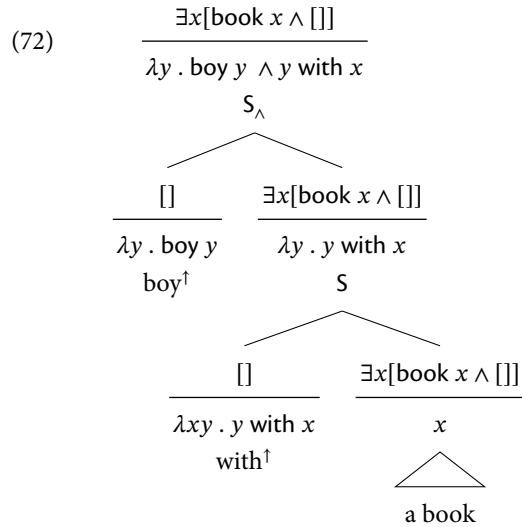 (72)
∃x[book x ∧ []]
λy . boy y ∧ y with x
S∧
[] ∃x[book x ∧ []]
λy . boy y λy . y with x
boy↑ S
[] ∃x[book x ∧ []]
λxy . y with x x
with↑
a book